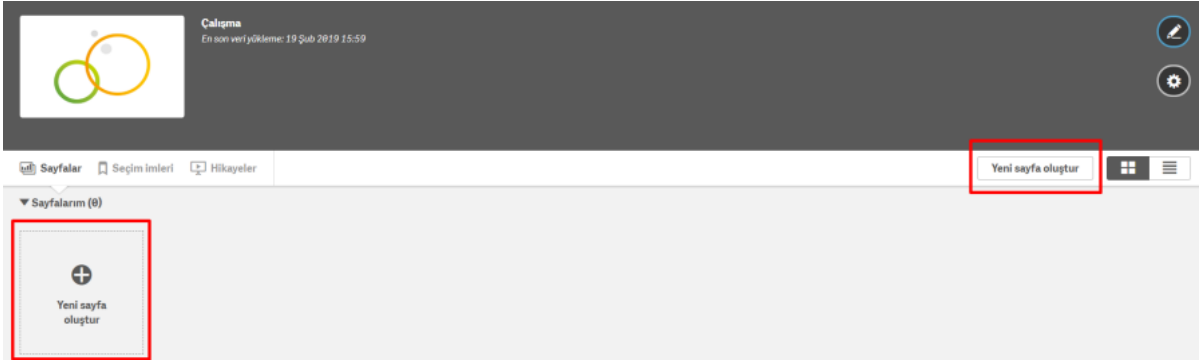 Çalışma
En son veri yükleme: 19 Şub 2019 15:59
Sayfalar Seçim imleri Hikayeler Yeni sayfa oluştur
Sayfalarım (0)
Yeni sayfa
oluştur